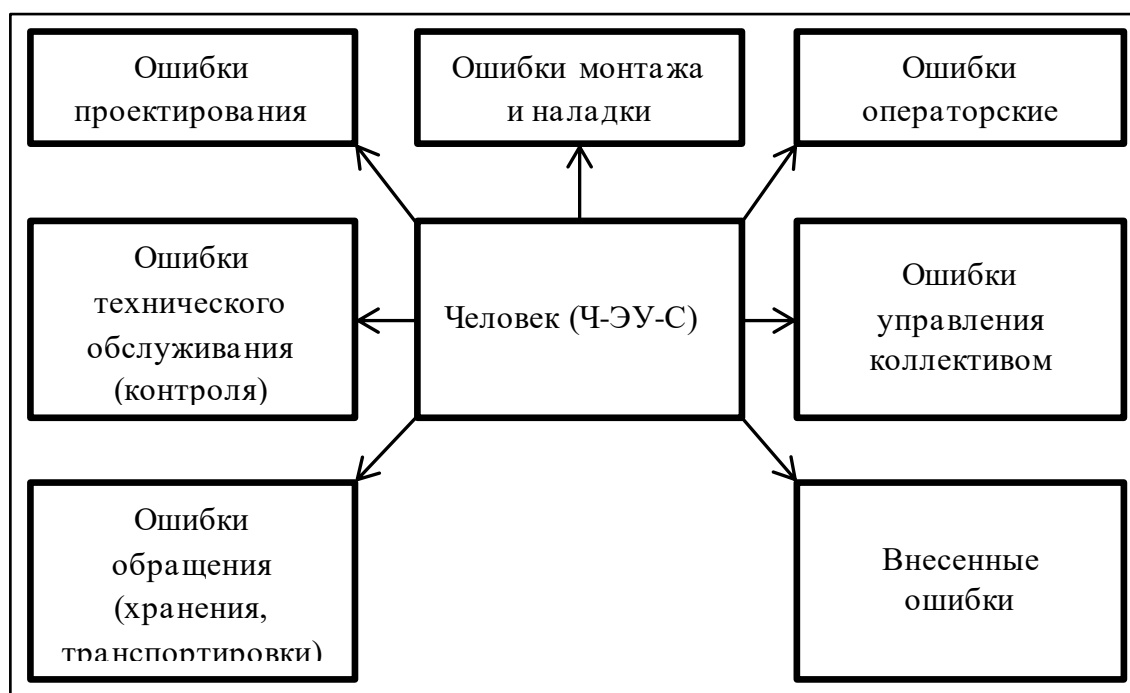 Ошибки
проектирования
Ошибки монтажа
и наладки
Ошибки
операторские
Ошибки
технического
обслуживания
(контроля)
Человек (Ч-ЭУ-С)
Ошибки
управления
коллективом
Ошибки
обращения
(хранения,
транспортировки)
Внесенные
ошибки